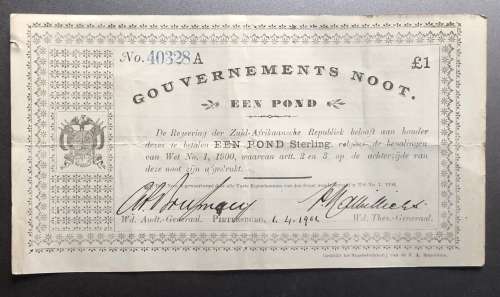 No. 40328 A £1
GOUVERNEMENTS NOOT.
EEN POND
De Regeering der Zuid-Afrikaansche Republiek belooft aan houder
deze te betalen EEN POND Sterling, volgens de bepalingen
van Wet No. 1, 1900, waarvan artt. 2 en 3, op de achterzijde van
deze noot zijn afgedrukt.
Wd. Audt.-Generaal. Pietersburg, 1.4.1901 Wd. Thes.-Generaal.